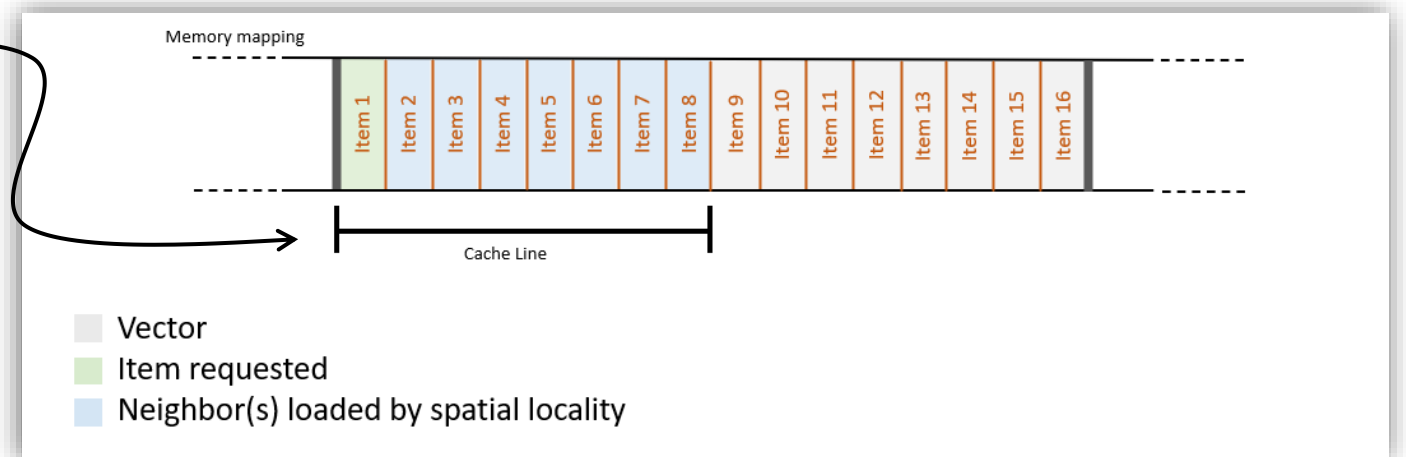 Memory mapping
Item 1
Item 2
Item 3
Item 4
Item 5
Item 6
Item 7
Item 8
Item 9
Item 10
Item 11
Item 12
Item 13
Item 14
Item 15
Item 16
Cache Line
Vector
Item requested
Neighbor(s) loaded by spatial locality